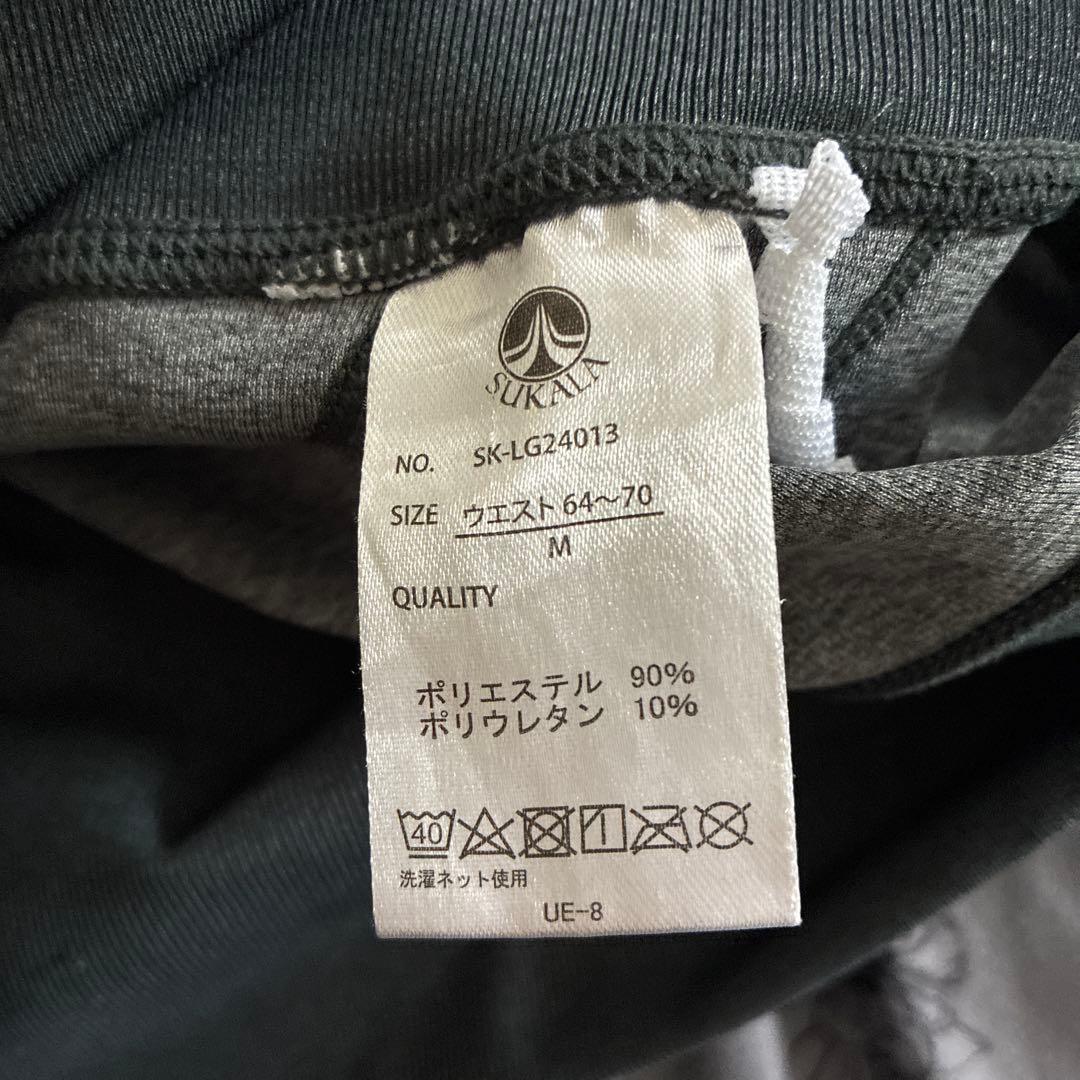 SUKALA
NO. SK-LG24013
SIZE ウエスト 64〜70
M
QUALITY
ポリエステル 90%
ポリウレタン 10%
40
洗濯ネット使用
UE-8